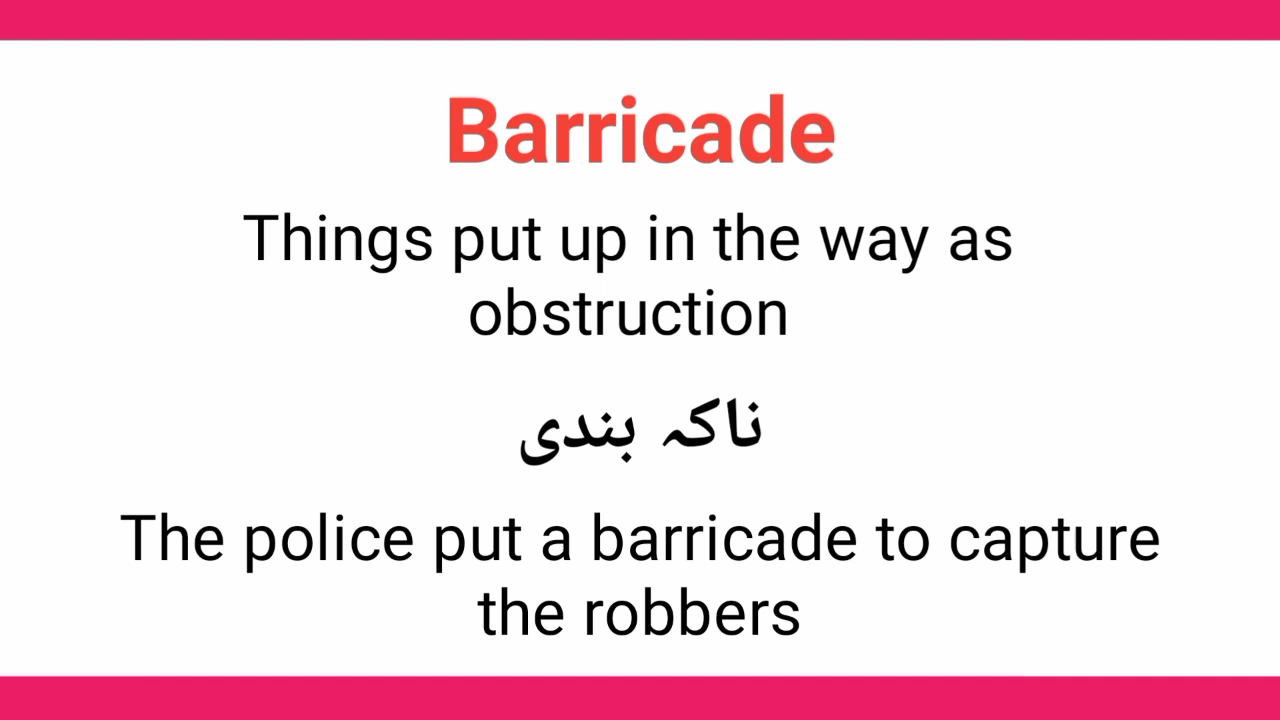 Barricade
Things put up in the way as
obstruction
ناکہ بندی
The police put a barricade to capture
the robbers